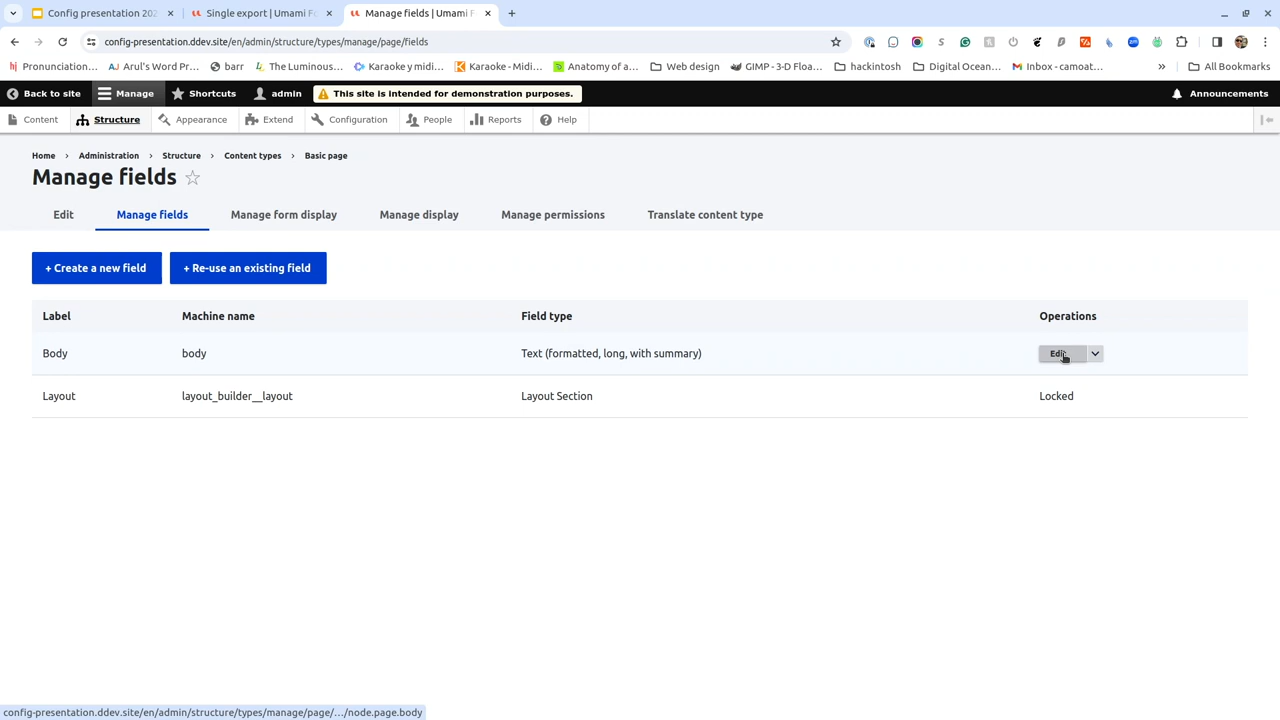 Config presentation 202
Single export | Umami Fo
Manage fields | Umami F
config-presentation.ddev.site/en/admin/structure/types/manage/page/fields
Pronunciation...
Arul's Word Pr...
barr
The Luminous...
Karaoke y midi...
Karaoke - Midi...
Anatomy of a...
Web design
GIMP - 3-D Floa...
hackintosh
Digital Ocean...
Inbox - camoat...
»
All Bookmarks
Back to site
Manage
Shortcuts
admin
This site is intended for demonstration purposes.
Announcements
Content
Structure
Appearance
Extend
Configuration
People
Reports
Help
Home › Administration › Structure › Content types › Basic page
Manage fields
Edit
Manage fields
Manage form display
Manage display
Manage permissions
Translate content type
+ Create a new field
+ Re-use an existing field
Label Machine name Field type Operations
Body body Text (formatted, long, with summary) Edit
Layout layout_builder__layout Layout Section Locked
config-presentation.ddev.site/en/admin/structure/types/manage/page/…/node.page.body